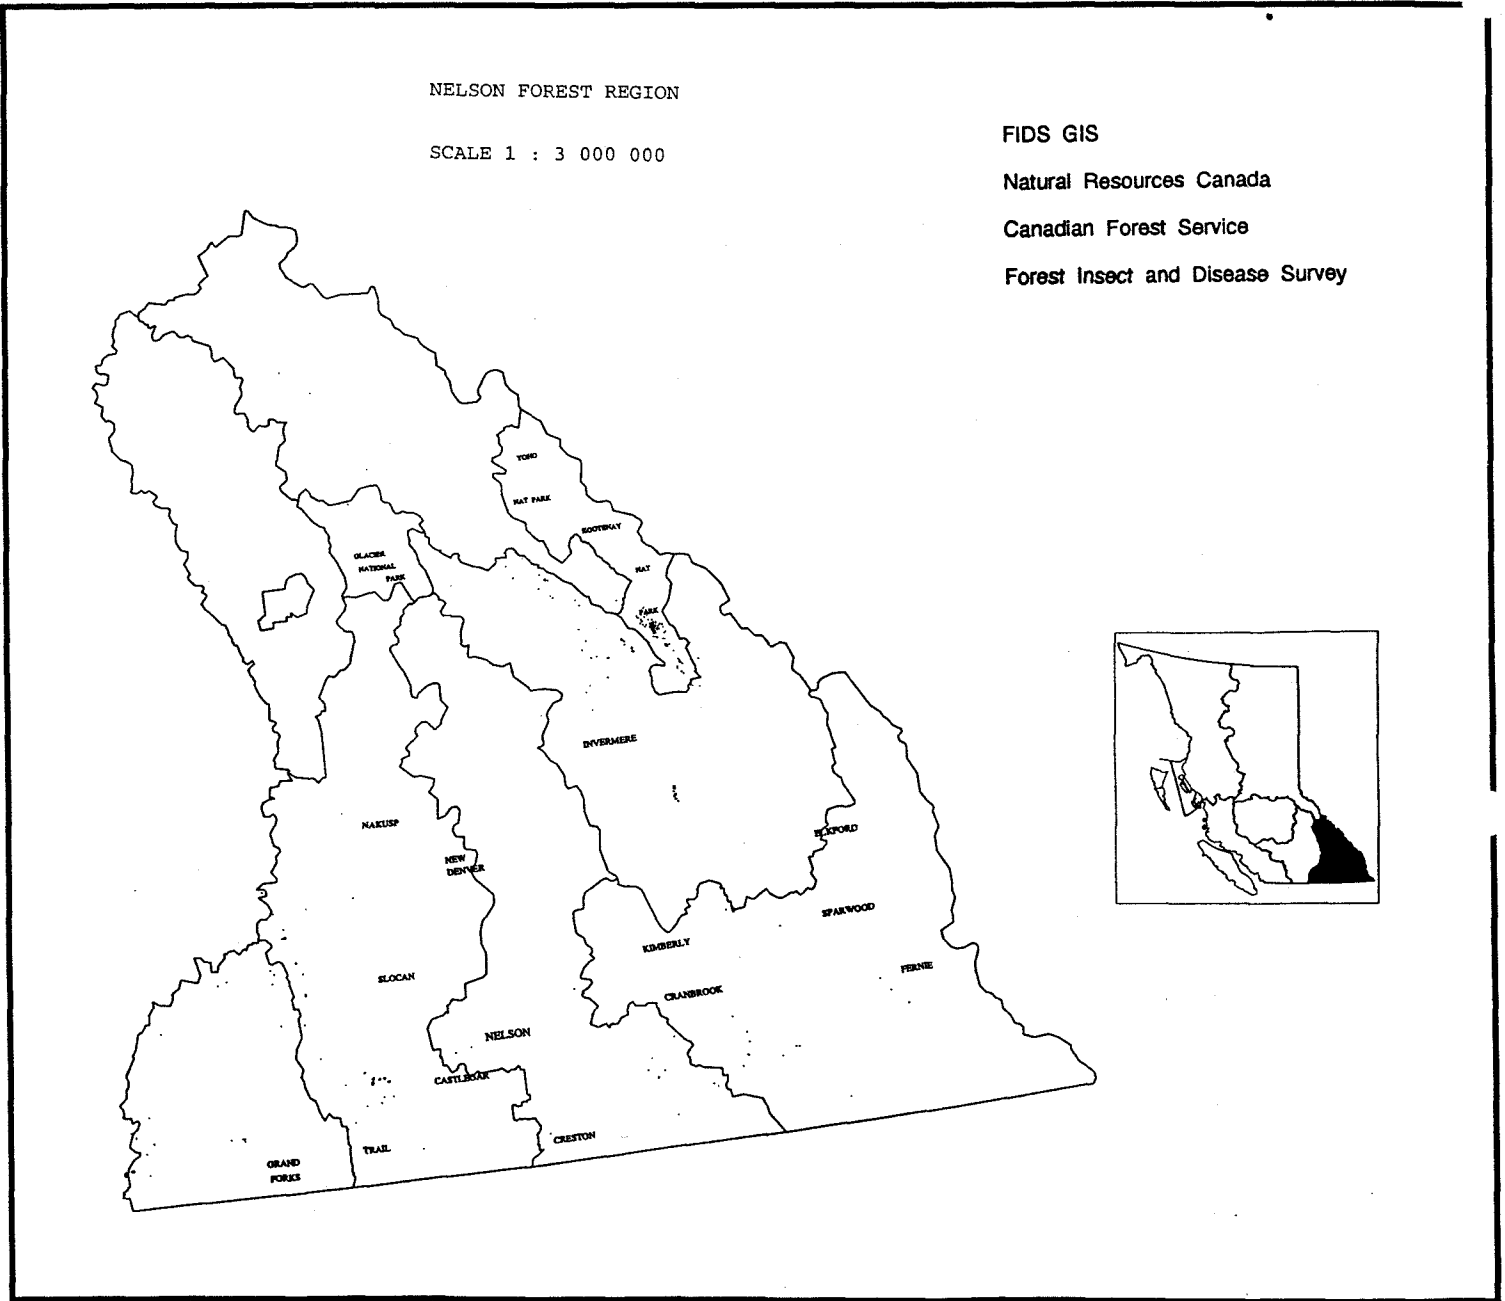 NELSON FOREST REGION
SCALE 1 : 3 000 000
FIDS GIS
Natural Resources Canada
Canadian Forest Service
Forest Insect and Disease Survey
YOHO
NAT PARK
KOOTENAY
NAT
PARK
GLACIER
NATIONAL
PARK
INVERMERE
NAKUSP
NEW
DENVER
ELKFORD
SPARWOOD
KIMBERLY
FERNIE
SLOCAN
CRANBROOK
NELSON
CASTLEGAR
CRESTON
TRAIL
GRAND
FORKS